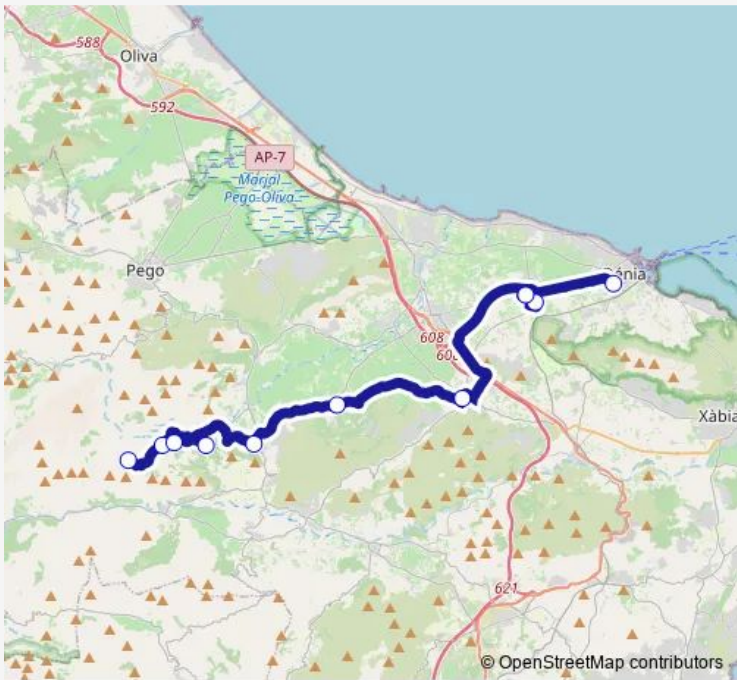 588
Oliva
592
AP-7
Marjal
Pego-Oliva
Pego
608
Xàbia
621
© OpenStreetMap contributors